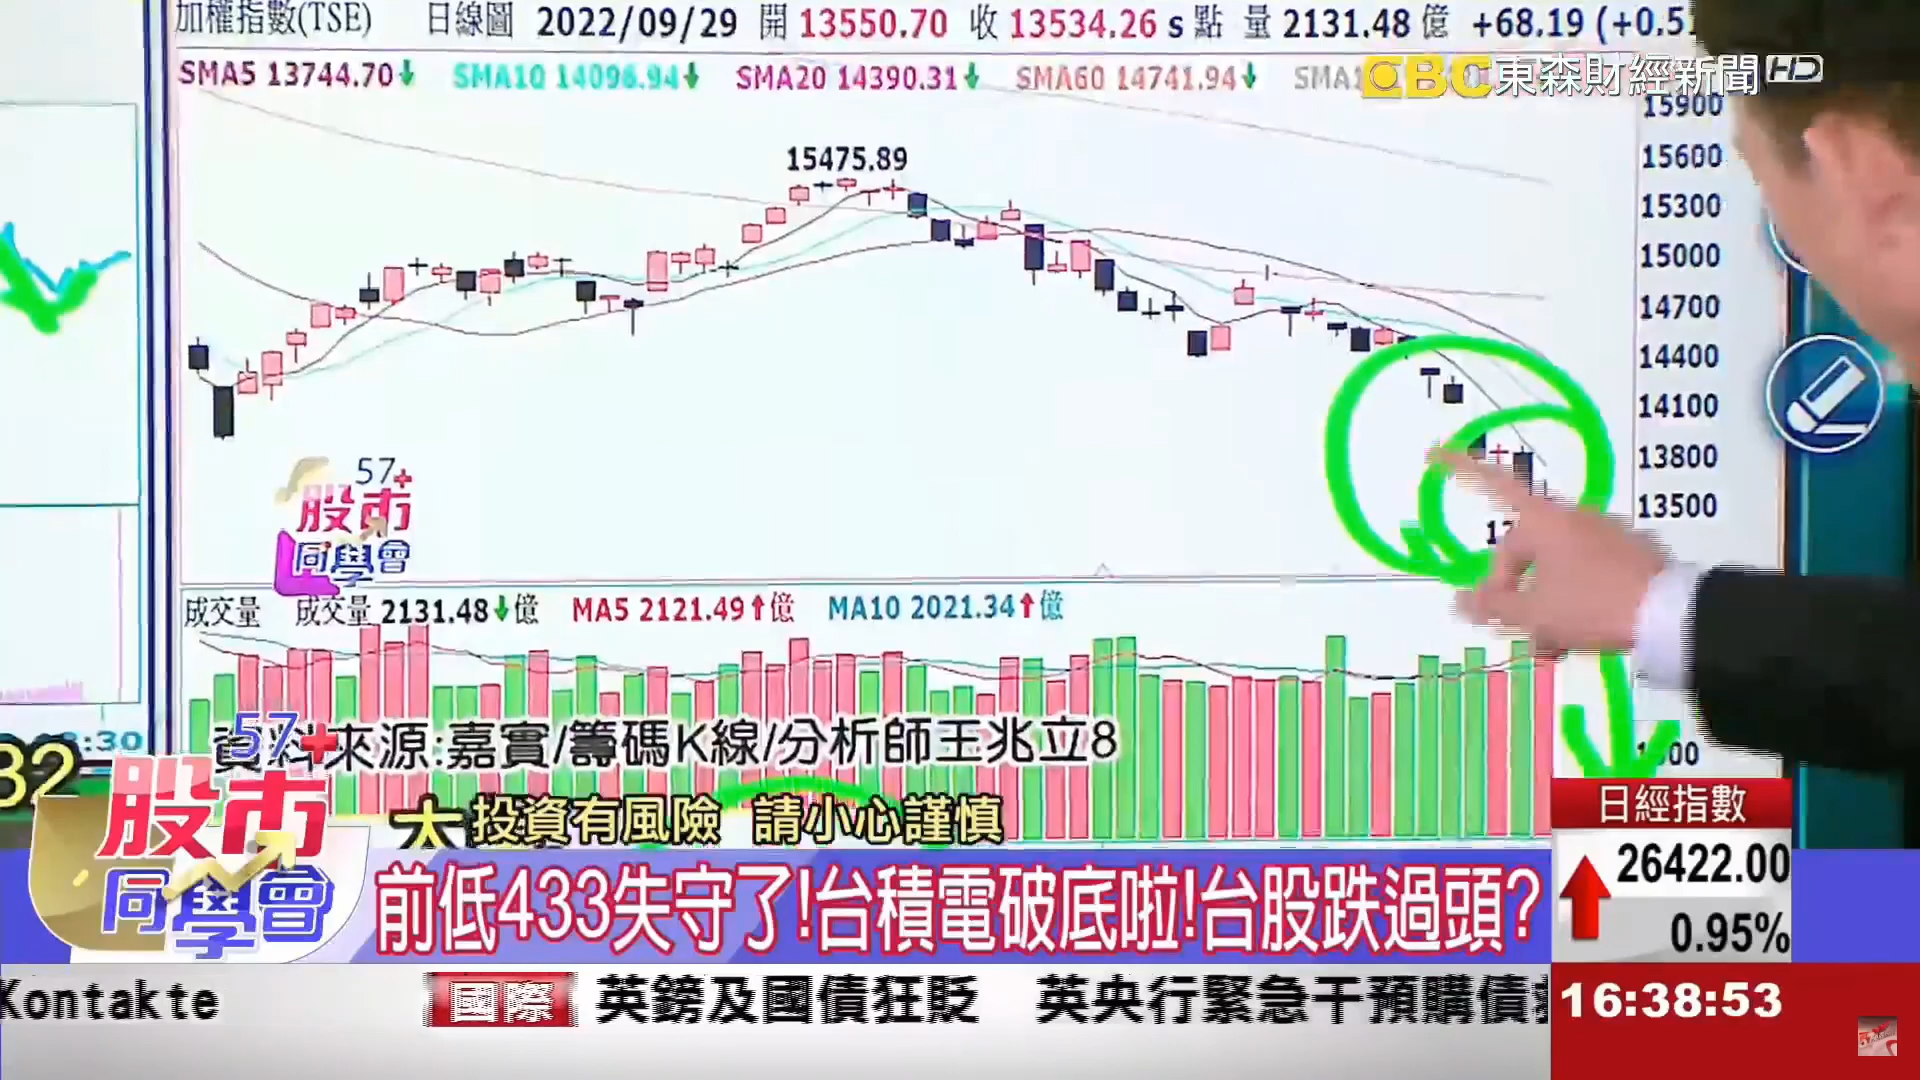 加權指數(TSE) 日線圖 2022/09/29 開 13550.70 收 13534.26 s 點 量 2131.48 億 +68.19 (+0.51
SMA5 13744.70↓ SMA10 14096.94↓ SMA20 14390.31↓ SMA60 14741.94↓ SMA1
EBC 東森財經新聞 HD
15900
15475.89
15600
15300
15000
14700
14400
14100
13800
13500
57+
股市
同學會
成交量 成交量 2131.48↓億 MA5 2121.49↑億 MA10 2021.34↑億
:30
32
來源:嘉實/籌碼K線/分析師王兆立8
投資有風險 請小心謹慎
57+
股市
同學會
前低433失守了!台積電破底啦!台股跌過頭?
日經指數
26422.00
0.95%
Kontakte 國際 英鎊及國債狂貶 英央行緊急干預購債
16:38:53